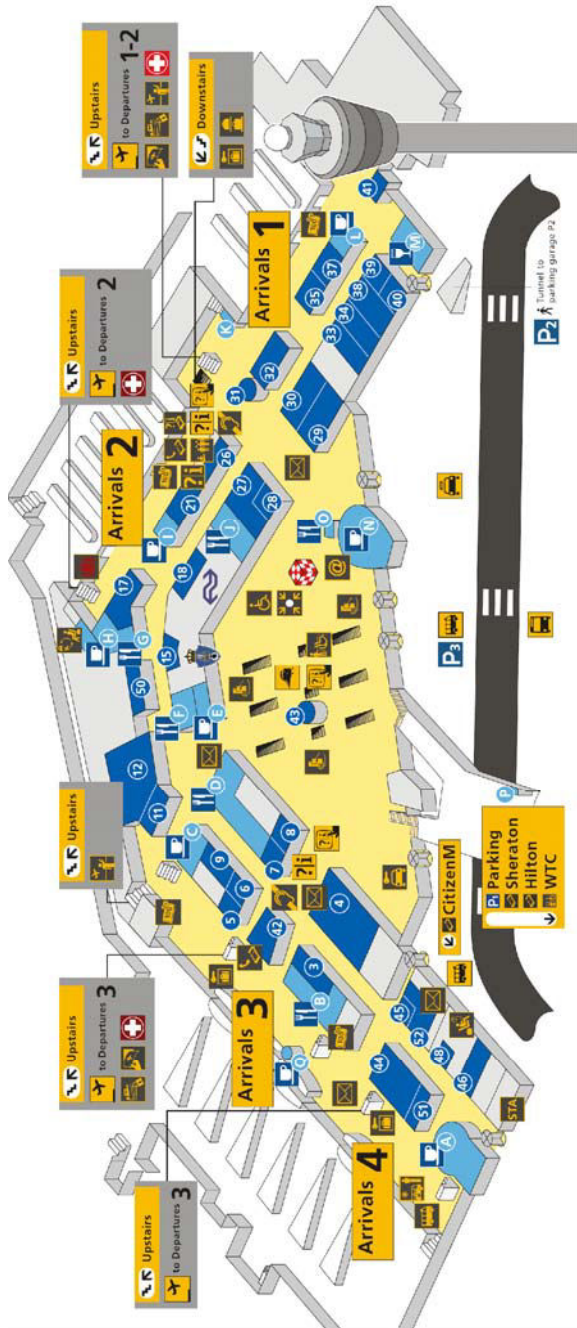 Upstairs
to Departures 3
Upstairs
to Departures 3
Upstairs
Upstairs
to Departures 2
Upstairs
to Departures 1-2
Downstairs
Arrivals 4
Arrivals 3
Arrivals 2
Arrivals 1
Q
12
11
50
H
G
17
K
C
9
6
5
42
F
E
15
18
I
21
26
31
32
35
37
L
41
3
B
D
8
7
J
27
28
30
29
33
34
38
39
40
M
44
51
A
4
43
O
N
@
?i
?i
?i
45
52
48
46
STA
P
CitizenM
P1 Parking
Sheraton
Hilton
WTC
P3
P2
Tunnel to
parking garage P2